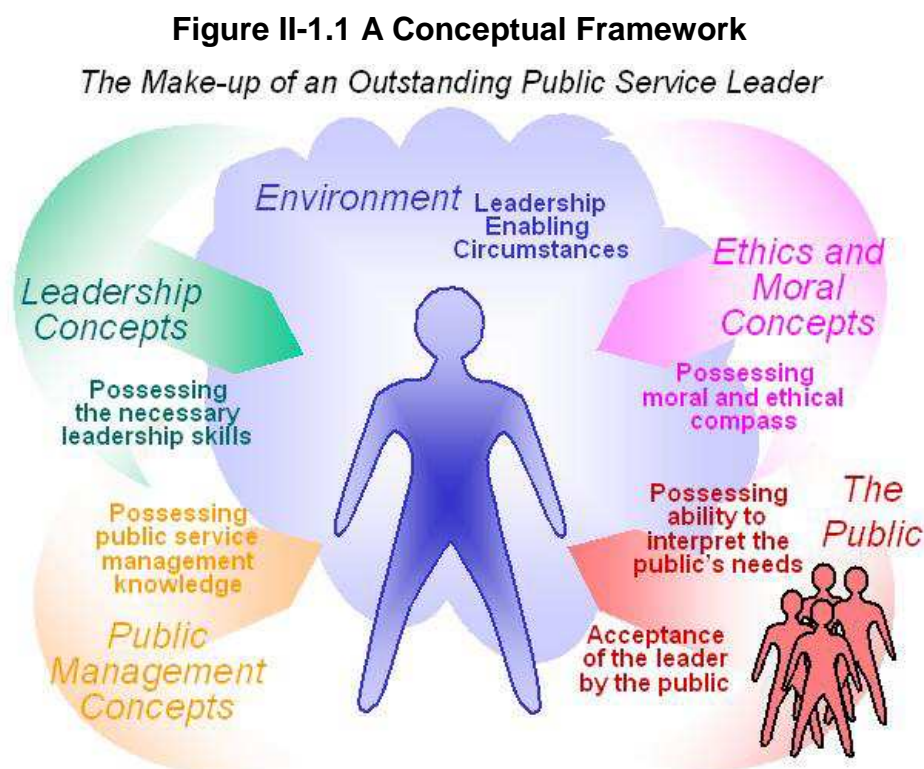 Figure II-1.1 A Conceptual Framework
The Make-up of an Outstanding Public Service Leader
Environment
Leadership
Enabling
Circumstances
Leadership
Concepts
Possessing
the necessary
leadership skills
Ethics and
Moral
Concepts
Possessing
moral and ethical
compass
Possessing
public service
management
knowledge
Public
Management
Concepts
Possessing
ability to
interpret the
public's needs
The
Public
Acceptance
of the leader
by the public